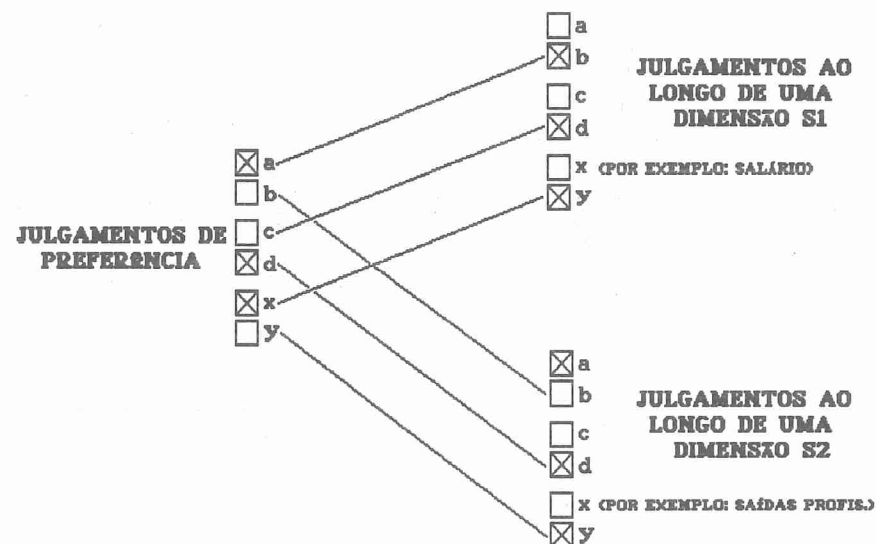 a
b
JULGAMENTOS AO
LONGO DE UMA
DIMENSÃO S1
c
d
x (POR EXEMPLO: SALÁRIO)
y
JULGAMENTOS DE
PREFERÊNCIA
a
b
c
d
x
y
a
b
JULGAMENTOS AO
LONGO DE UMA
DIMENSÃO S2
c
d
x (POR EXEMPLO: SAÍDAS PROFIS.)
y